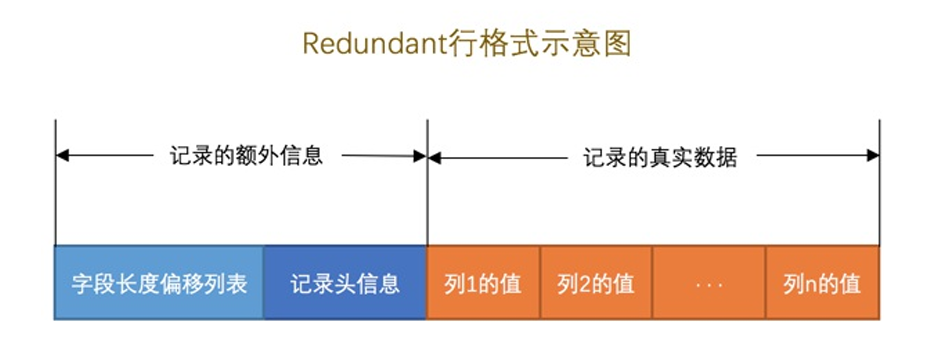 Redundant行格式示意图
记录的额外信息
记录的真实数据
字段长度偏移列表
记录头信息
列1的值
列2的值
...
列n的值